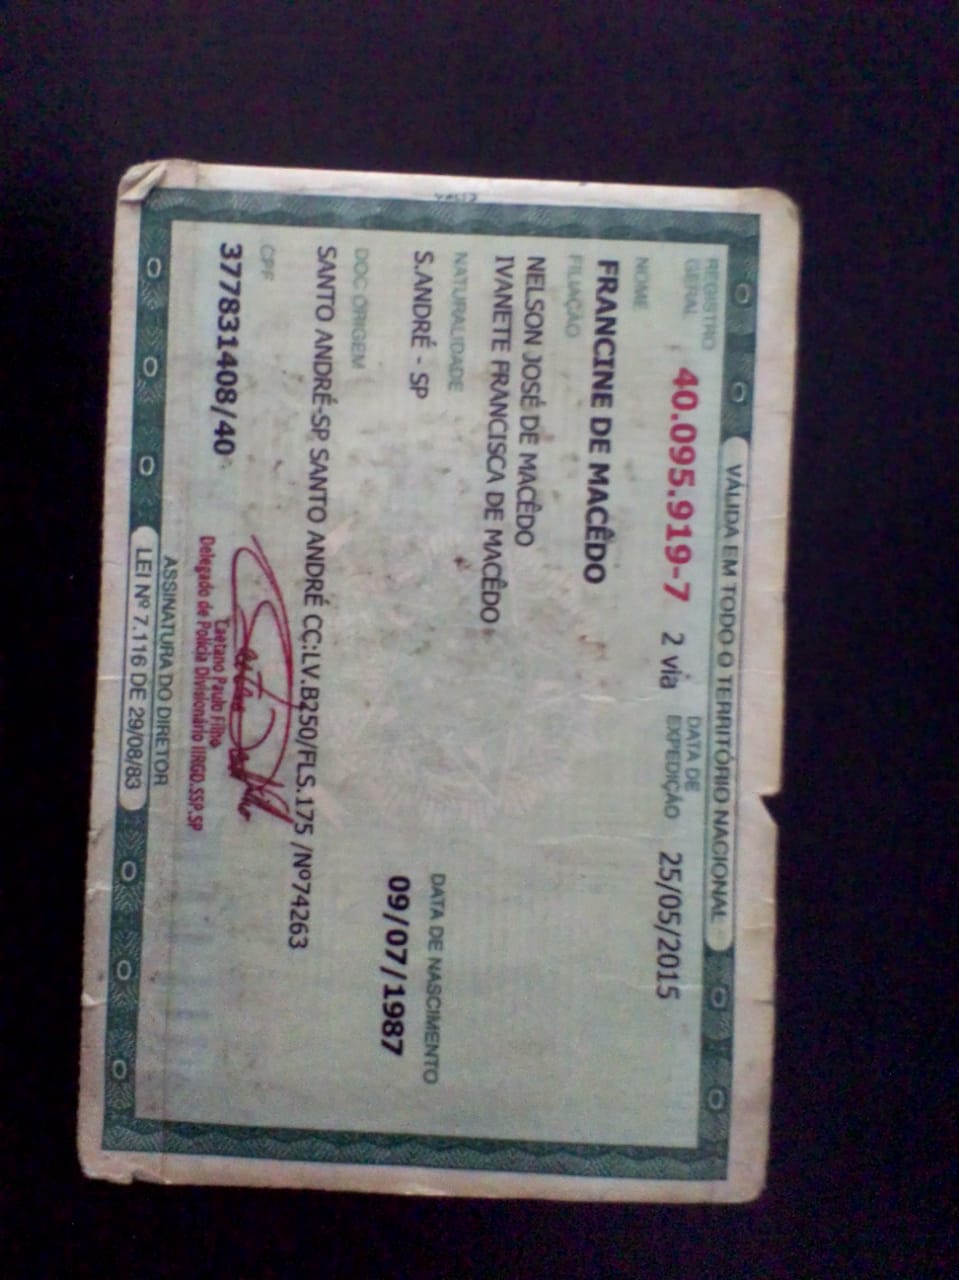 VÁLIDA EM TODO O TERRITÓRIO NACIONAL
REGISTRO GERAL 40.095.919-7 2 via DATA DE EXPEDIÇÃO 25/05/2015
NOME
FRANCINE DE MACÊDO
FILIAÇÃO
NELSON JOSÉ DE MACÊDO
IVANETE FRANCISCA DE MACÊDO
NATURALIDADE DATA DE NASCIMENTO
S.ANDRÉ - SP 09/07/1987
DOC ORIGEM
SANTO ANDRÉ-SP SANTO ANDRÉ CC:LV.B250/FLS.175 /Nº74263
CPF
377831408/40
Caetano Paulo Filho
Delegado de Polícia Divisionário IIRGD.SSP.SP
ASSINATURA DO DIRETOR
LEI Nº 7.116 DE 29/08/83